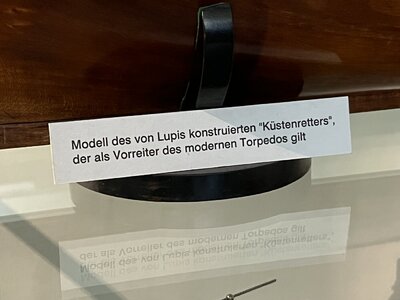 Modell des von Lupis konstruierten "Küstenretters",
der als Vorreiter des modernen Torpedos gilt